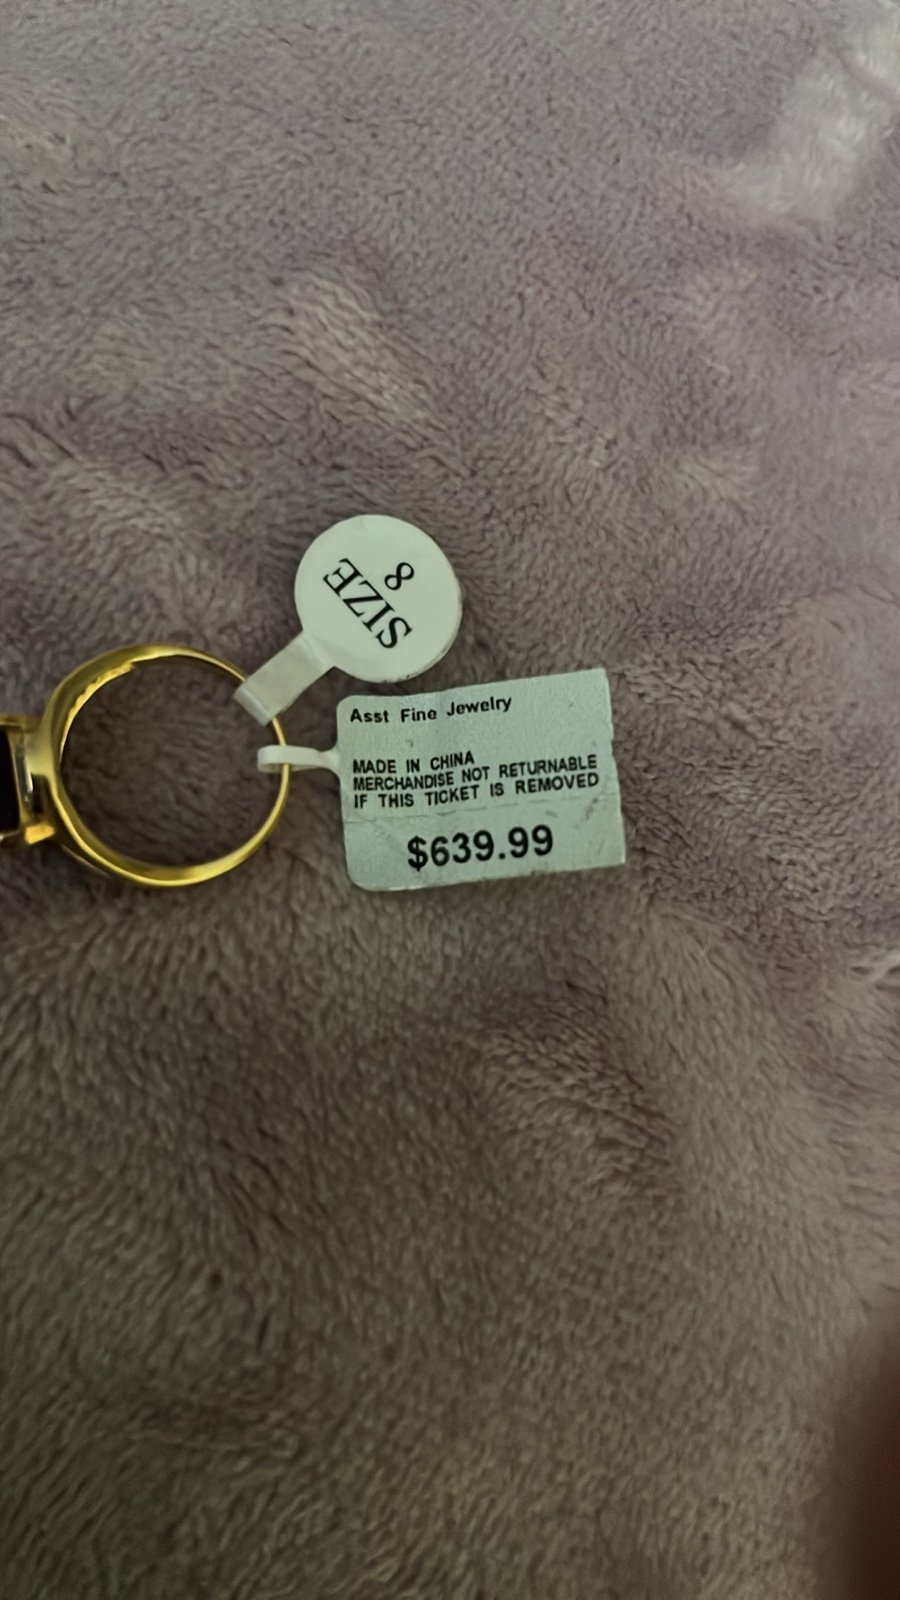 SIZE
8
Asst Fine Jewelry
MADE IN CHINA
MERCHANDISE NOT RETURNABLE
IF THIS TICKET IS REMOVED
$639.99